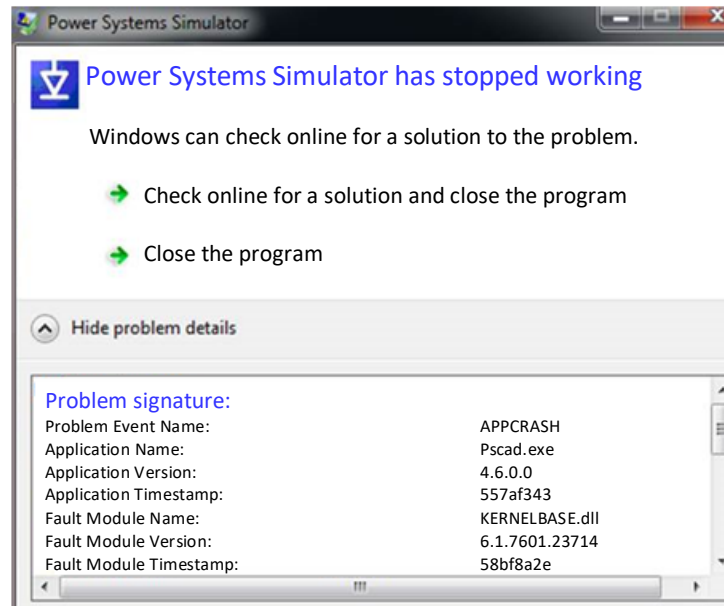 Power Systems Simulator
Power Systems Simulator has stopped working
Windows can check online for a solution to the problem.
Check online for a solution and close the program
Close the program
Hide problem details
Problem signature:
Problem Event Name: APPCRASH
Application Name: Pscad.exe
Application Version: 4.6.0.0
Application Timestamp: 557af343
Fault Module Name: KERNELBASE.dll
Fault Module Version: 6.1.7601.23714
Fault Module Timestamp: 58bf8a2e